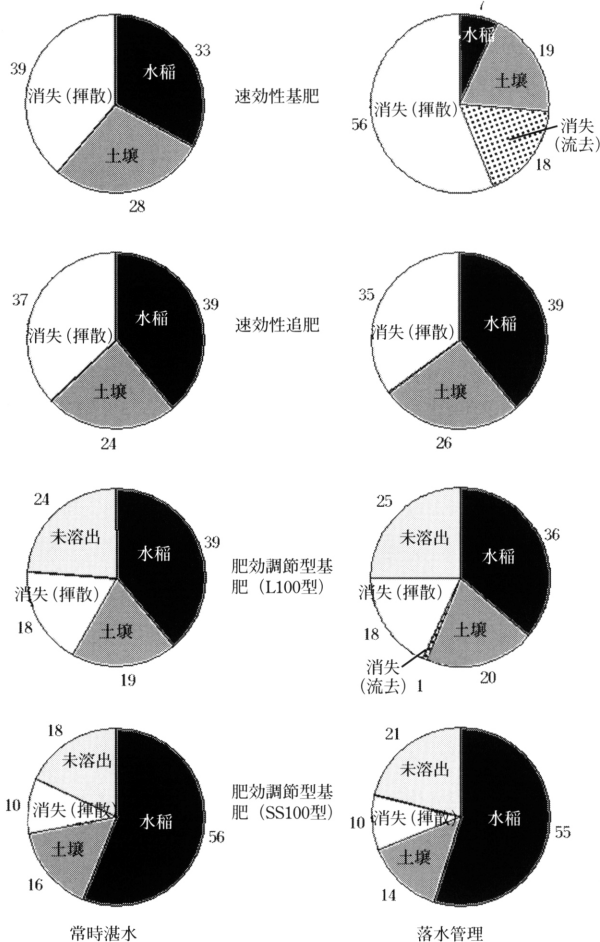 33
水稲
39
消失(揮散)
土壌
28
速効性基肥
7
水稲
19
土壌
消失(揮散)
56
消失
(流去)
18
37
消失(揮散)
水稲
39
土壌
24
速効性追肥
35
消失(揮散)
水稲
39
土壌
26
24
未溶出
水稲
39
消失(揮散)
18
土壌
19
肥効調節型基
肥(L100型)
25
未溶出
水稲
36
消失(揮散)
18
土壌
消失
(流去) 1
20
18
未溶出
10
消失(揮散)
水稲
56
土壌
16
肥効調節型基
肥(SS100型)
21
未溶出
10
消失(揮散)
水稲
55
土壌
14
常時湛水
落水管理